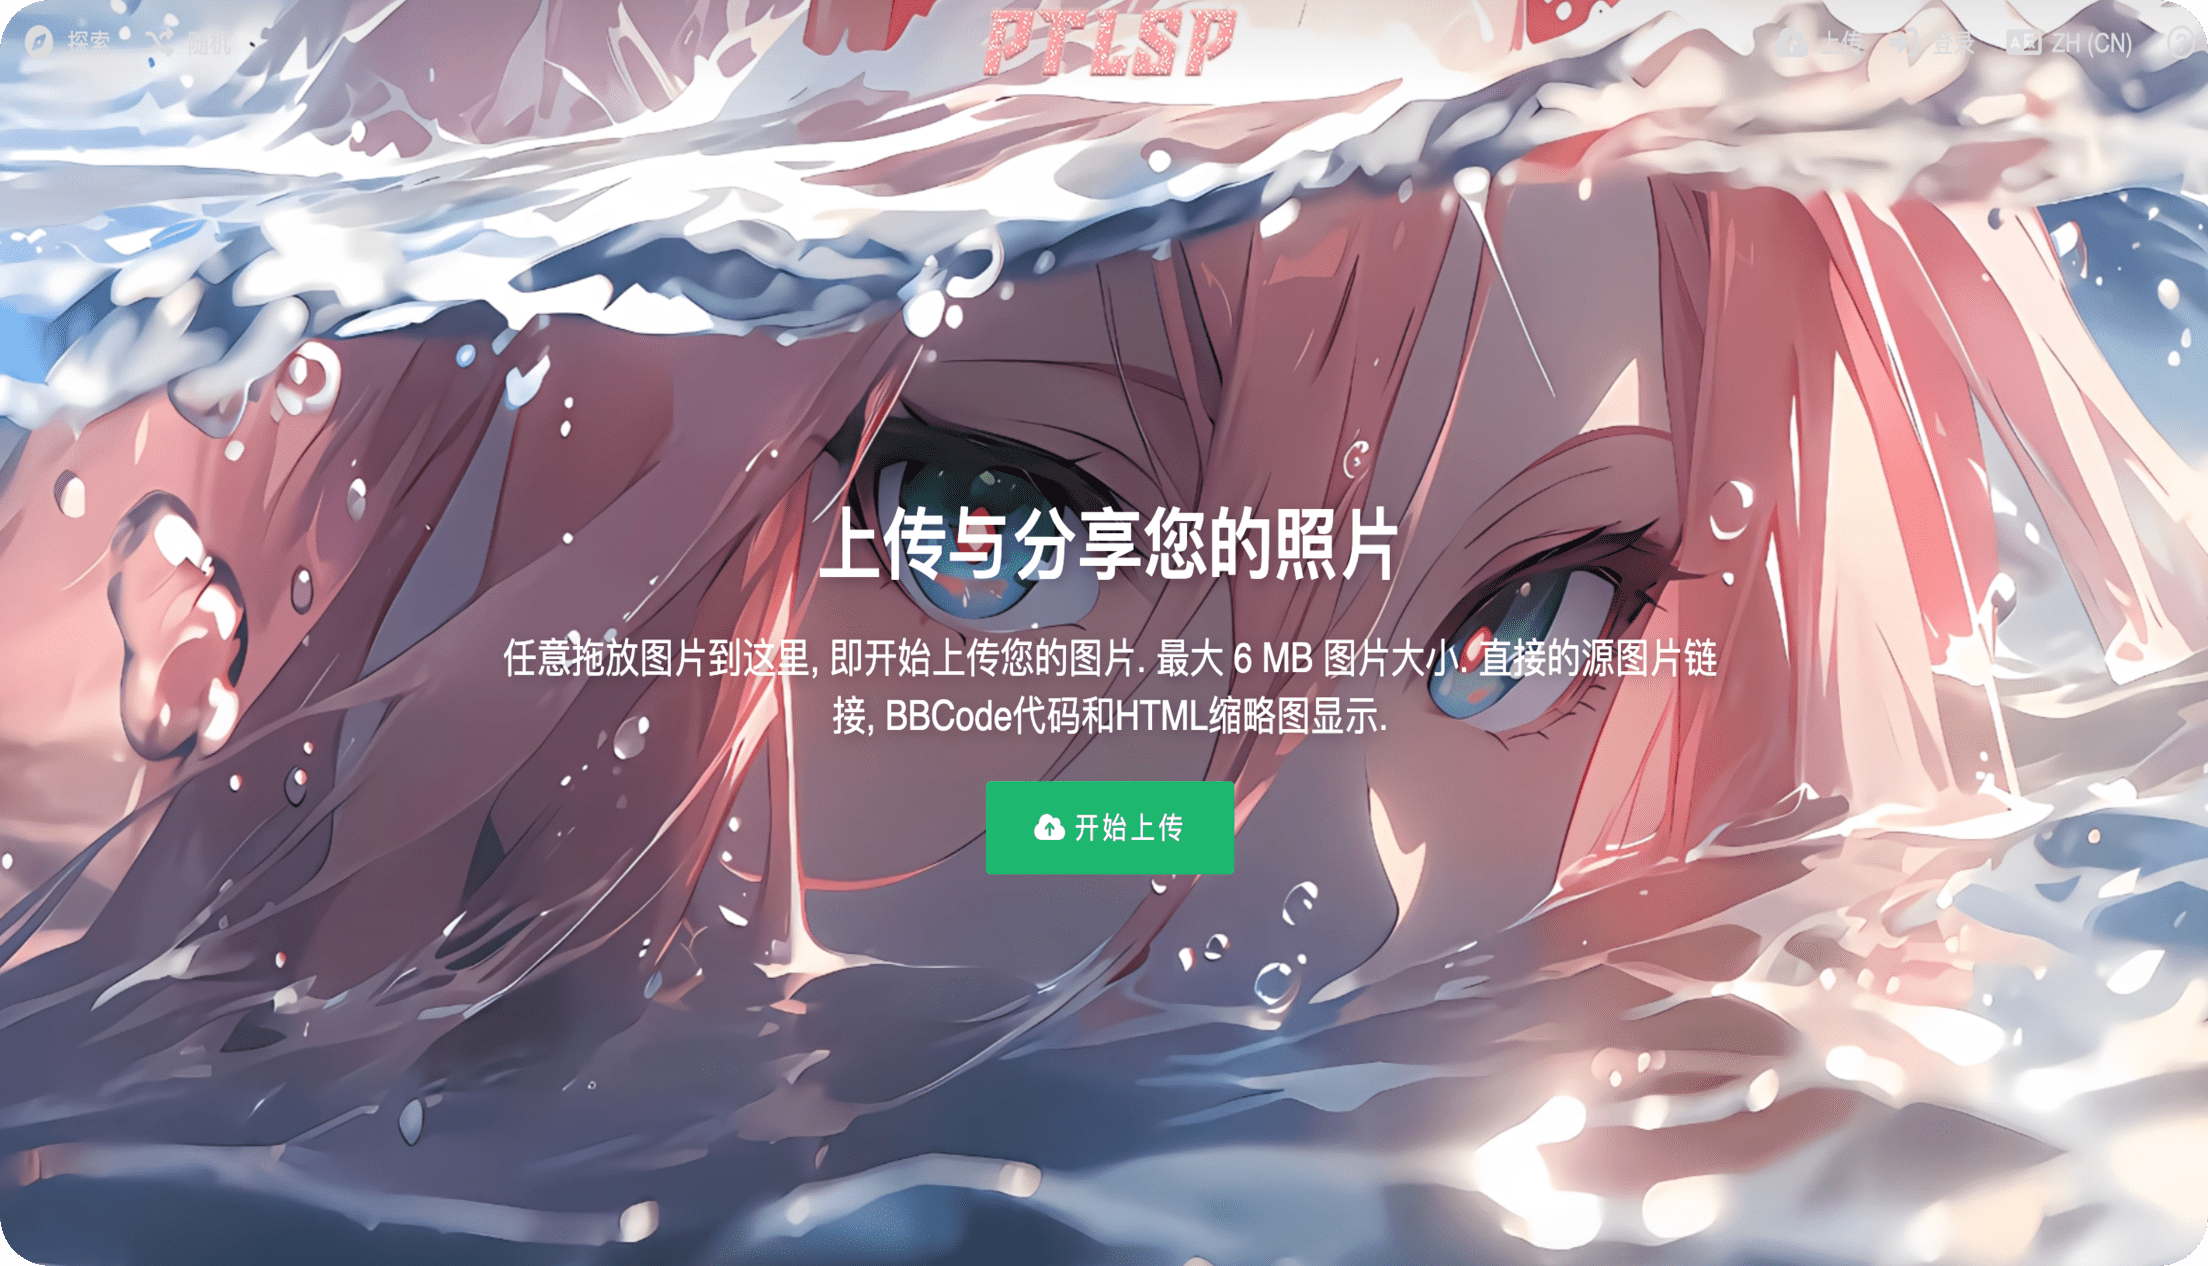 探索 随机 PTLSP 上传 登录 ZH (CN)
上传与分享您的照片
任意拖放图片到这里, 即开始上传您的图片. 最大 6 MB 图片大小. 直接的源图片链
接, BBCode代码和HTML缩略图显示.
开始上传